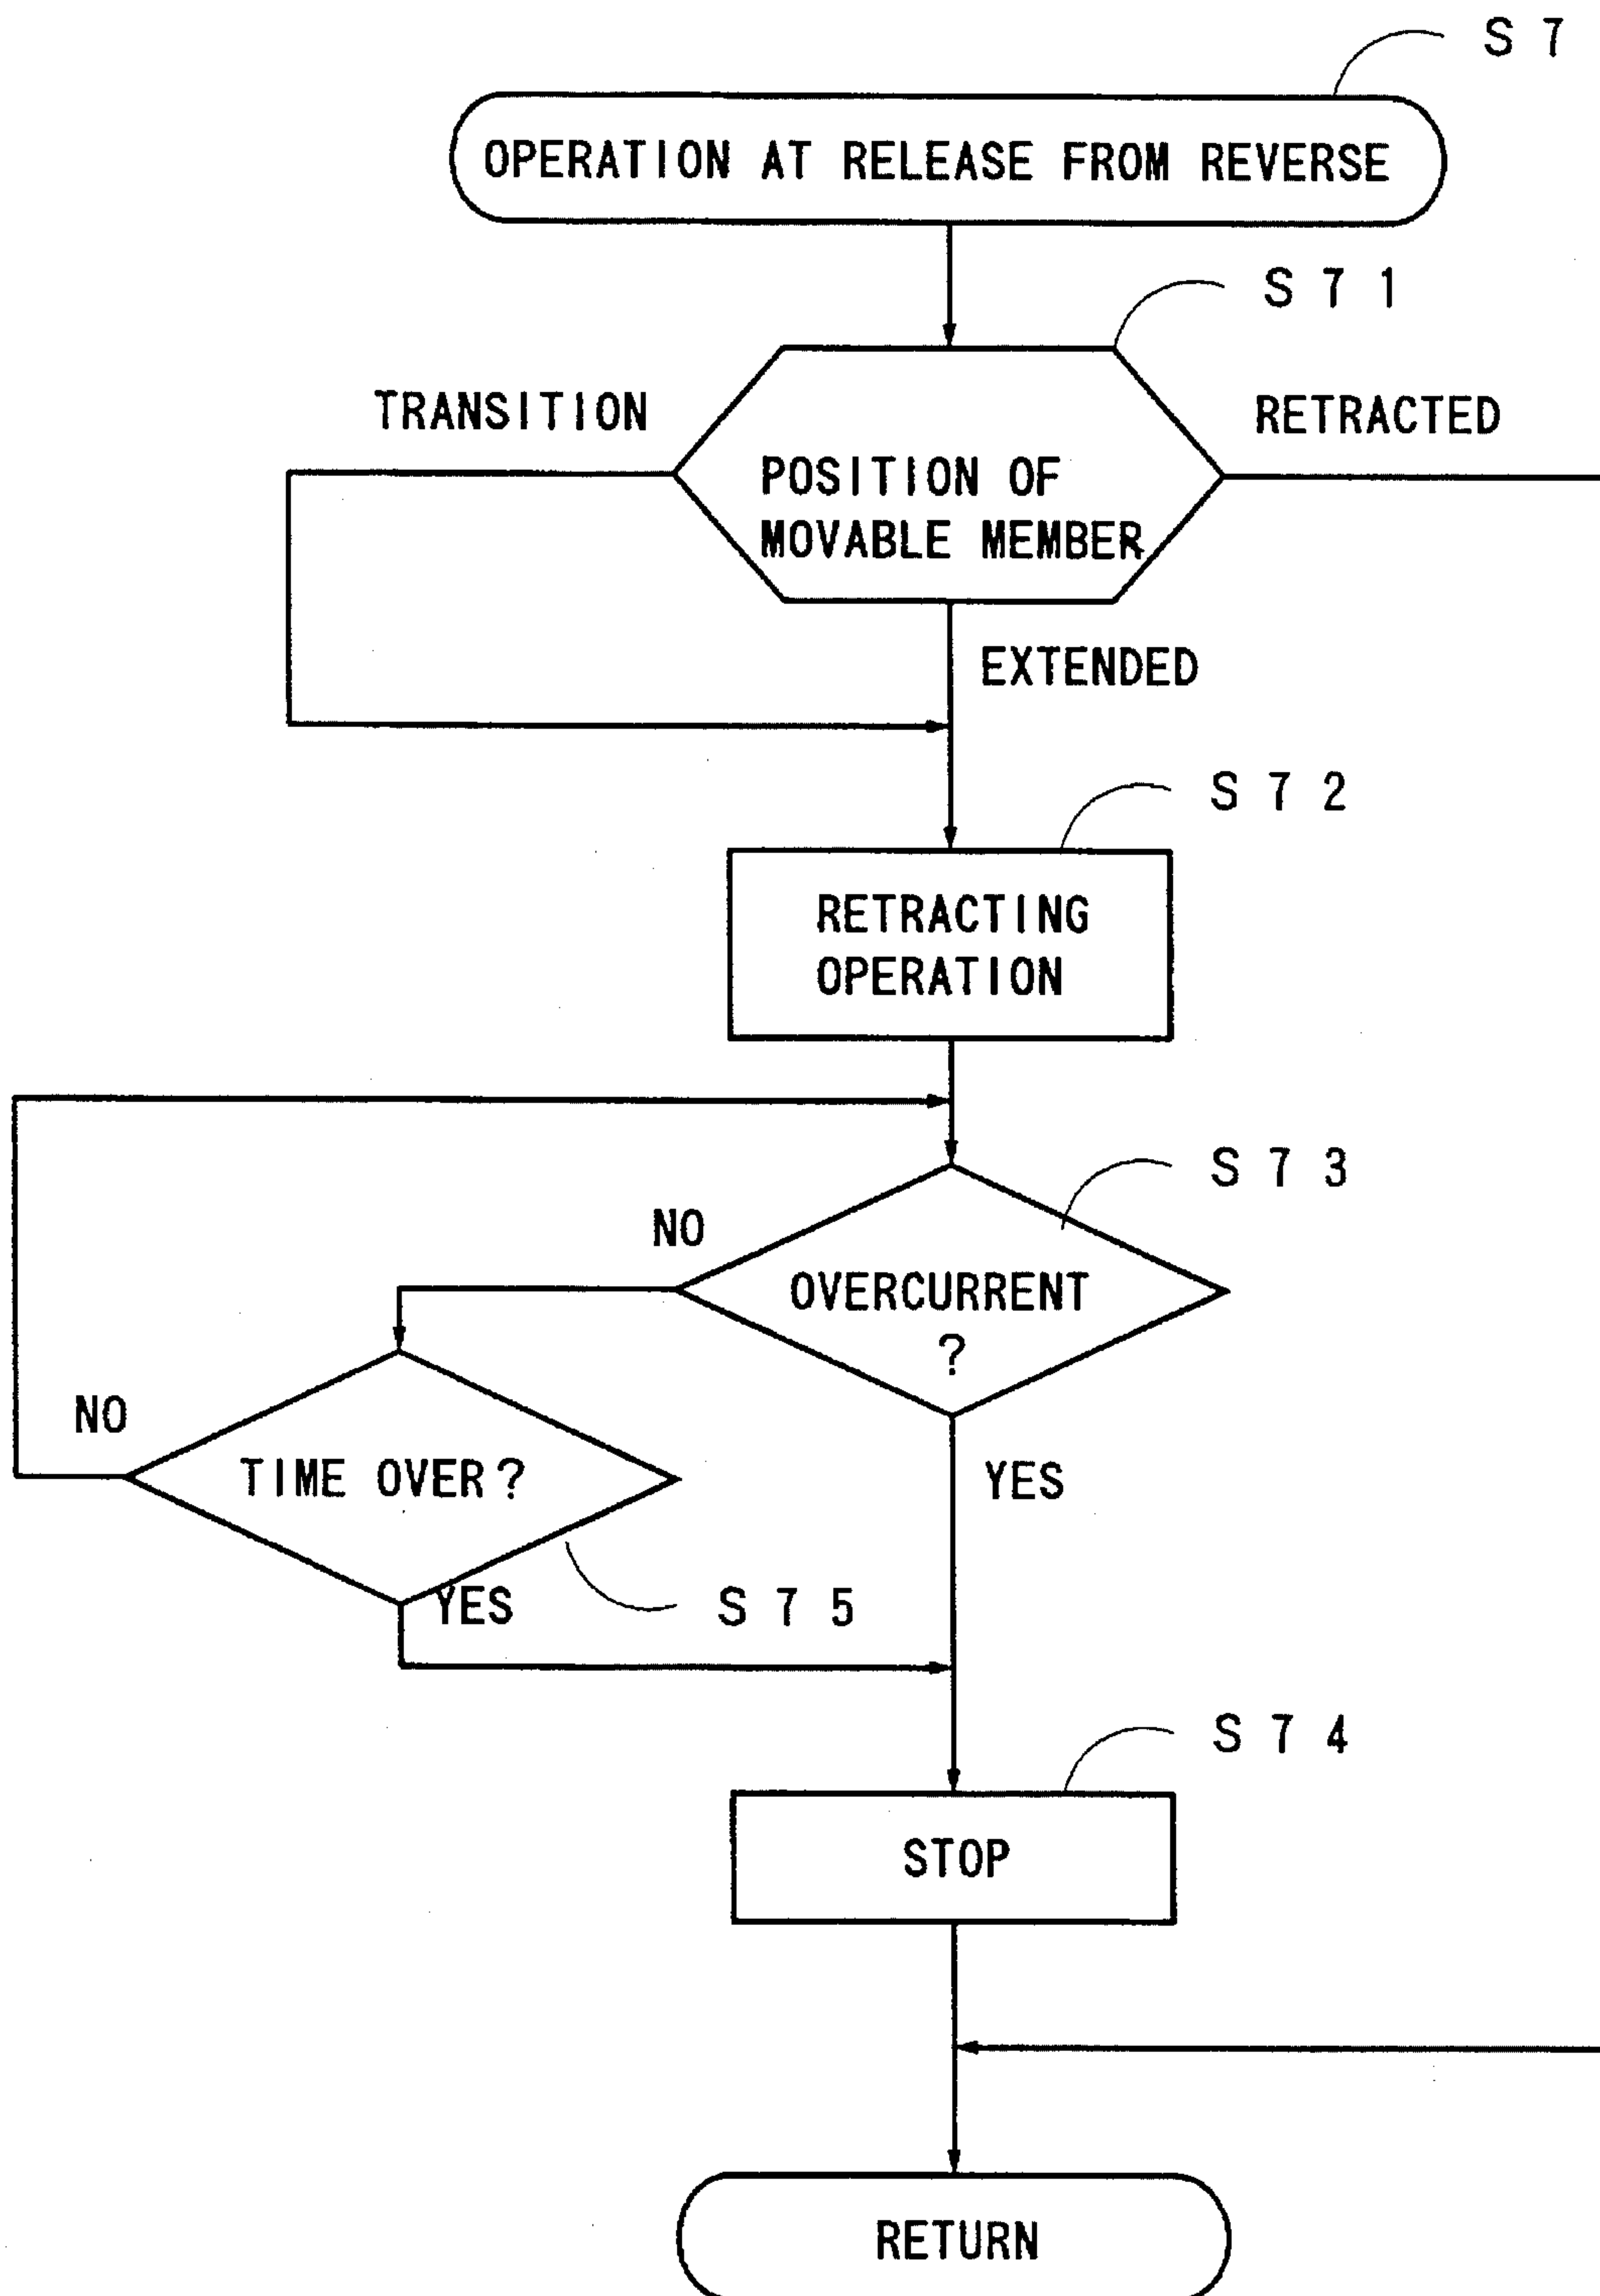 S 7
OPERATION AT RELEASE FROM REVERSE
S 7 1
TRANSITION
RETRACTED
POSITION OF
MOVABLE MEMBER
EXTENDED
S 7 2
RETRACTING
OPERATION
S 7 3
NO
OVERCURRENT
?
NO
TIME OVER?
YES
YES
S 7 5
S 7 4
STOP
RETURN